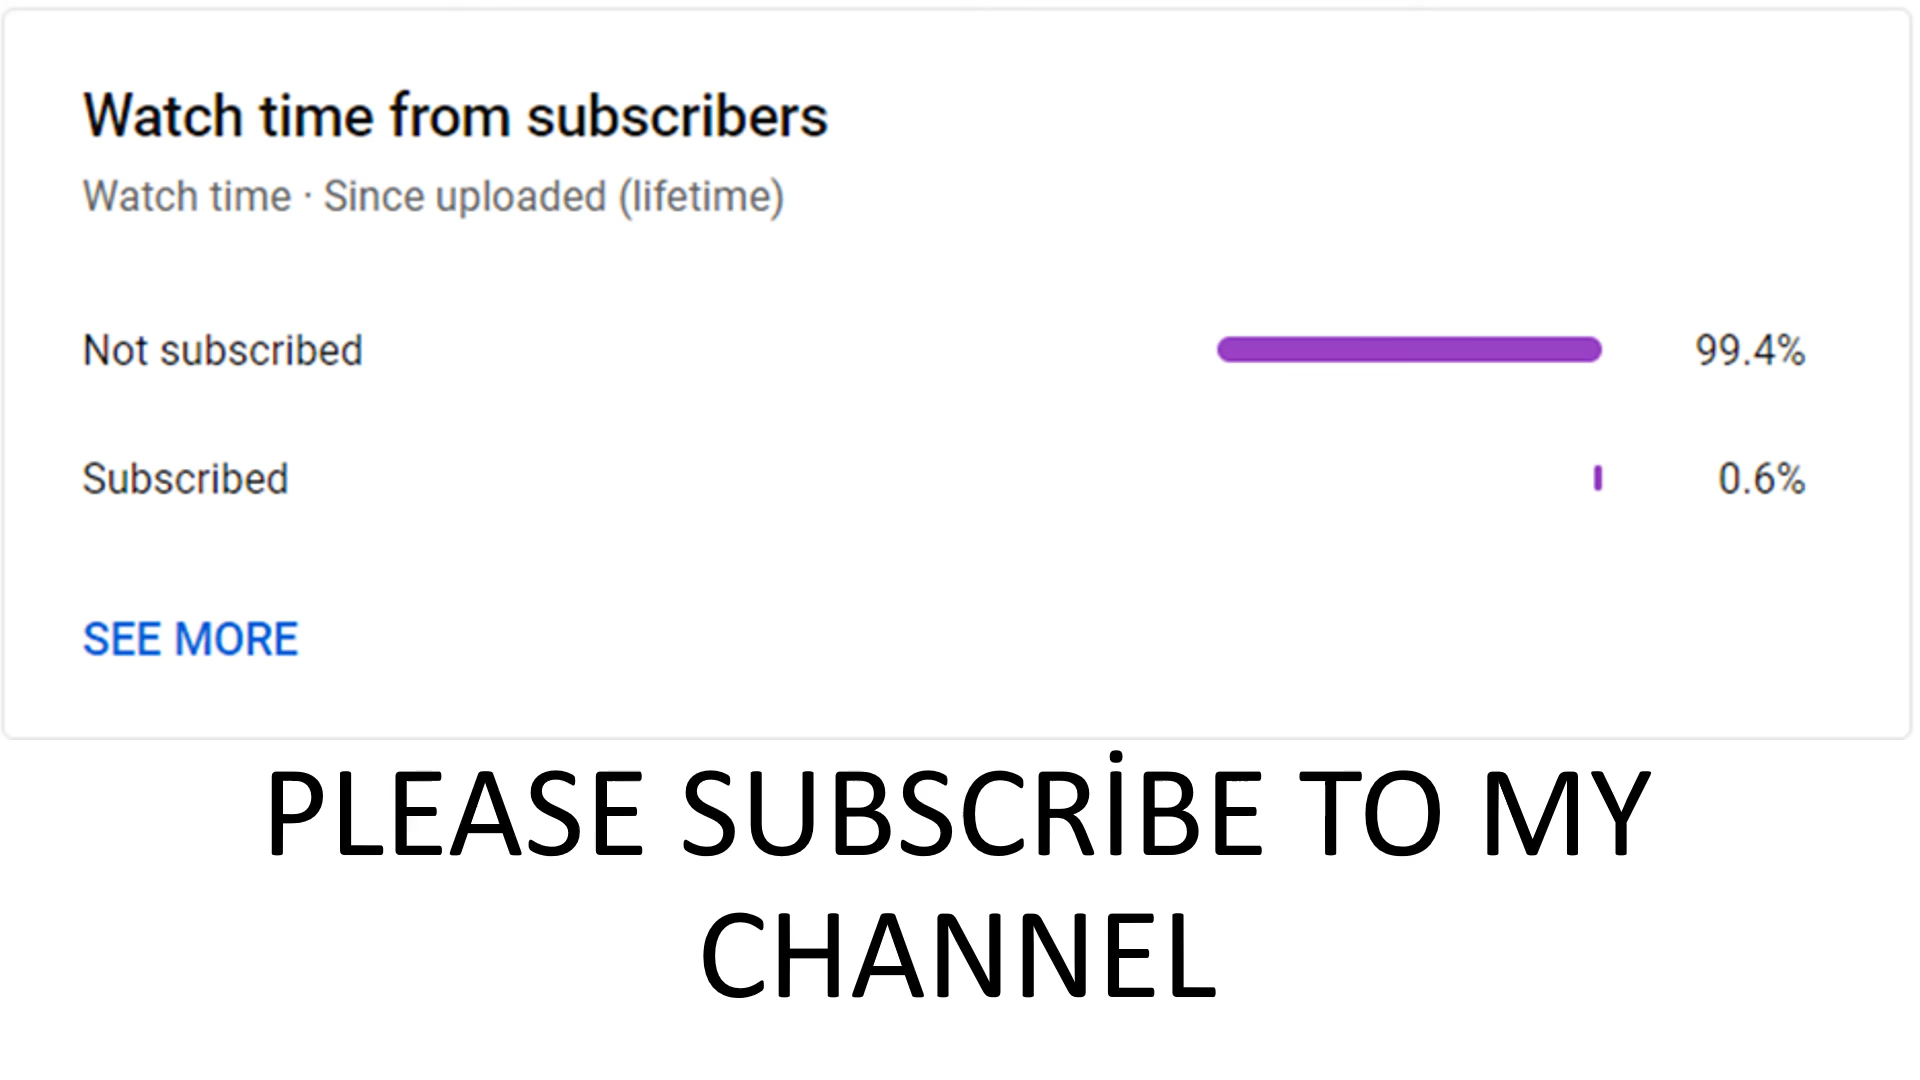 Watch time from subscribers
Watch time · Since uploaded (lifetime)
Not subscribed 99.4%
Subscribed 0.6%
SEE MORE
PLEASE SUBSCRİBE TO MY
CHANNEL